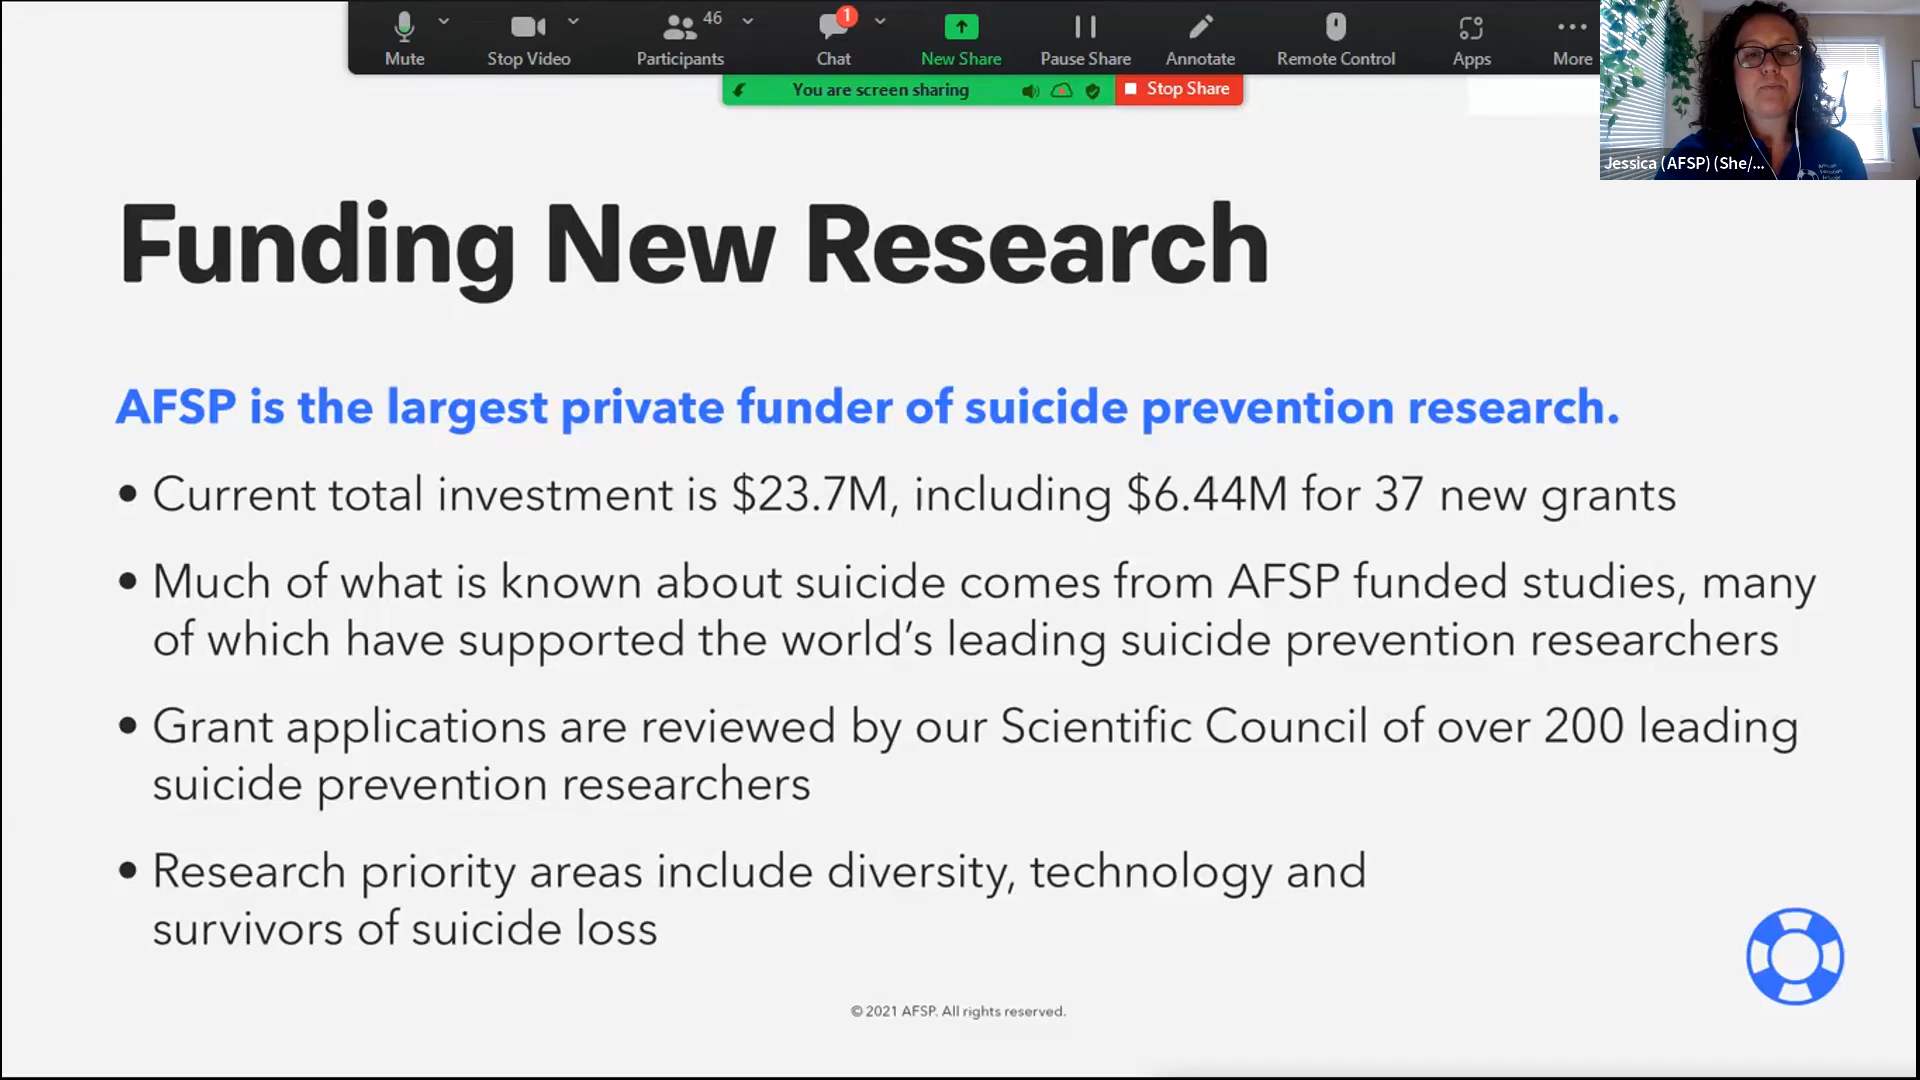 Mute
Stop Video
Participants
46
Chat
1
New Share
Pause Share
Annotate
Remote Control
Apps
More
You are screen sharing
Stop Share
Jessica (AFSP) (She/...
Funding New Research
AFSP is the largest private funder of suicide prevention research.
• Current total investment is $23.7M, including $6.44M for 37 new grants
• Much of what is known about suicide comes from AFSP funded studies, many
of which have supported the world’s leading suicide prevention researchers
• Grant applications are reviewed by our Scientific Council of over 200 leading
suicide prevention researchers
• Research priority areas include diversity, technology and
survivors of suicide loss
© 2021 AFSP. All rights reserved.